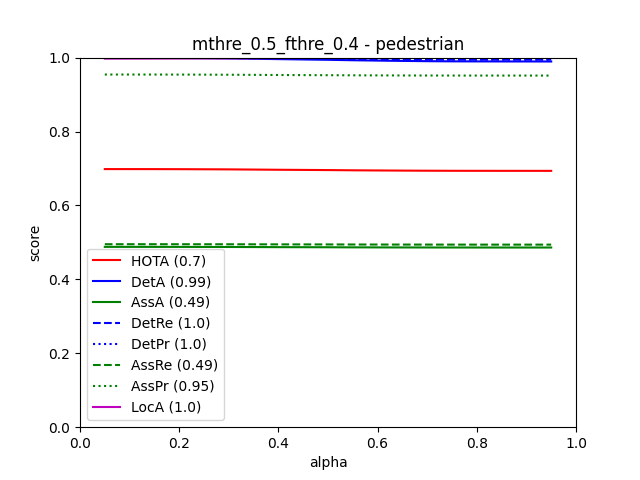 mthre_0.5_fthre_0.4 - pedestrian
1.0
0.8
0.6
0.4
0.2
0.0
score
HOTA (0.7)
DetA (0.99)
AssA (0.49)
DetRe (1.0)
DetPr (1.0)
AssRe (0.49)
AssPr (0.95)
LocA (1.0)
0.0 0.2 0.4 0.6 0.8 1.0
alpha